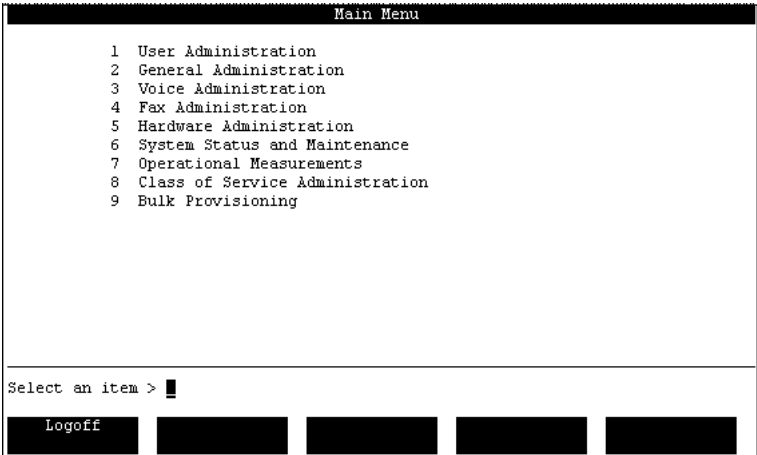 Main Menu
1 User Administration
2 General Administration
3 Voice Administration
4 Fax Administration
5 Hardware Administration
6 System Status and Maintenance
7 Operational Measurements
8 Class of Service Administration
9 Bulk Provisioning
Select an item >
Logoff